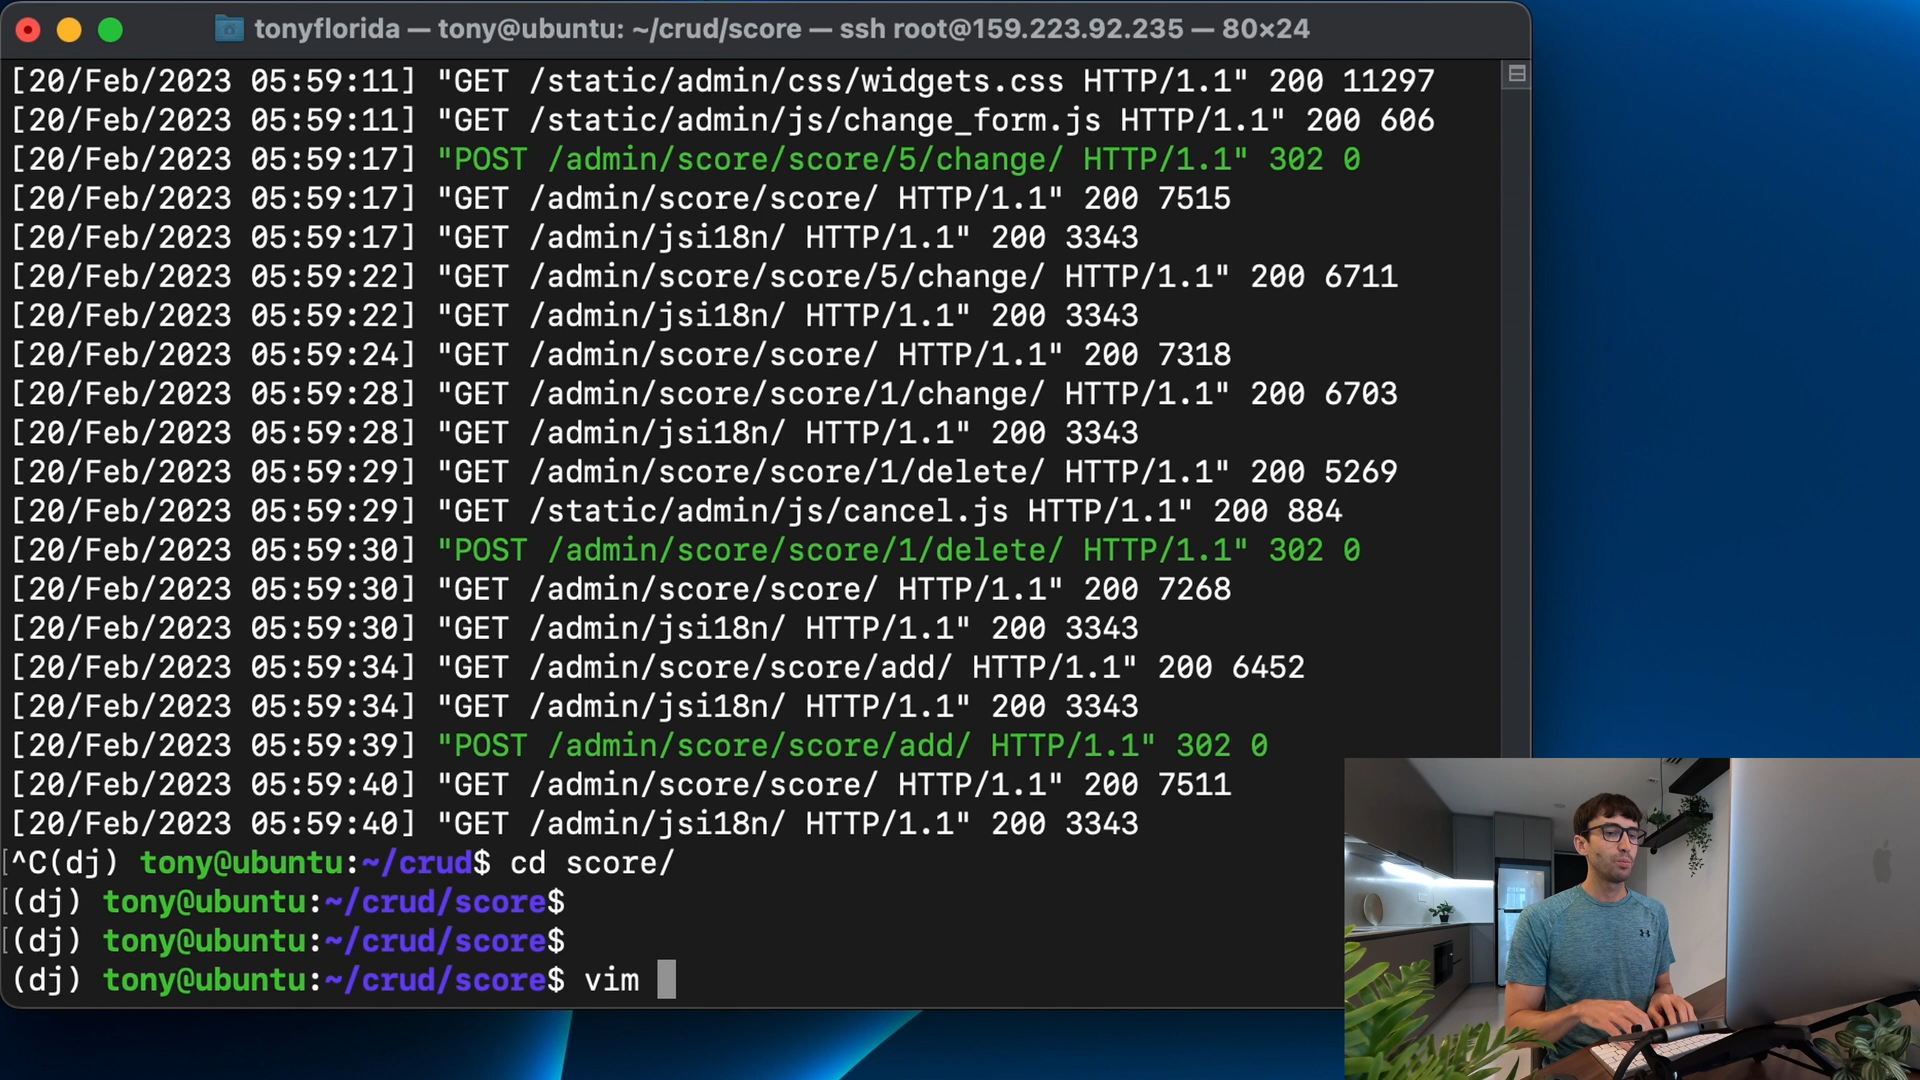 tonyflorida — tony@ubuntu: ~/crud/score — ssh root@159.223.92.235 — 80×24
[20/Feb/2023 05:59:11] "GET /static/admin/css/widgets.css HTTP/1.1" 200 11297
[20/Feb/2023 05:59:11] "GET /static/admin/js/change_form.js HTTP/1.1" 200 606
[20/Feb/2023 05:59:17] "POST /admin/score/score/5/change/ HTTP/1.1" 302 0
[20/Feb/2023 05:59:17] "GET /admin/score/score/ HTTP/1.1" 200 7515
[20/Feb/2023 05:59:17] "GET /admin/jsi18n/ HTTP/1.1" 200 3343
[20/Feb/2023 05:59:22] "GET /admin/score/score/5/change/ HTTP/1.1" 200 6711
[20/Feb/2023 05:59:22] "GET /admin/jsi18n/ HTTP/1.1" 200 3343
[20/Feb/2023 05:59:24] "GET /admin/score/score/ HTTP/1.1" 200 7318
[20/Feb/2023 05:59:28] "GET /admin/score/score/1/change/ HTTP/1.1" 200 6703
[20/Feb/2023 05:59:28] "GET /admin/jsi18n/ HTTP/1.1" 200 3343
[20/Feb/2023 05:59:29] "GET /admin/score/score/1/delete/ HTTP/1.1" 200 5269
[20/Feb/2023 05:59:29] "GET /static/admin/js/cancel.js HTTP/1.1" 200 884
[20/Feb/2023 05:59:30] "POST /admin/score/score/1/delete/ HTTP/1.1" 302 0
[20/Feb/2023 05:59:30] "GET /admin/score/score/ HTTP/1.1" 200 7268
[20/Feb/2023 05:59:30] "GET /admin/jsi18n/ HTTP/1.1" 200 3343
[20/Feb/2023 05:59:34] "GET /admin/score/score/add/ HTTP/1.1" 200 6452
[20/Feb/2023 05:59:34] "GET /admin/jsi18n/ HTTP/1.1" 200 3343
[20/Feb/2023 05:59:39] "POST /admin/score/score/add/ HTTP/1.1" 302 0
[20/Feb/2023 05:59:40] "GET /admin/score/score/ HTTP/1.1" 200 7511
[20/Feb/2023 05:59:40] "GET /admin/jsi18n/ HTTP/1.1" 200 3343
[^C(dj) tony@ubuntu:~/crud$ cd score/
[(dj) tony@ubuntu:~/crud/score$
[(dj) tony@ubuntu:~/crud/score$
(dj) tony@ubuntu:~/crud/score$ vim